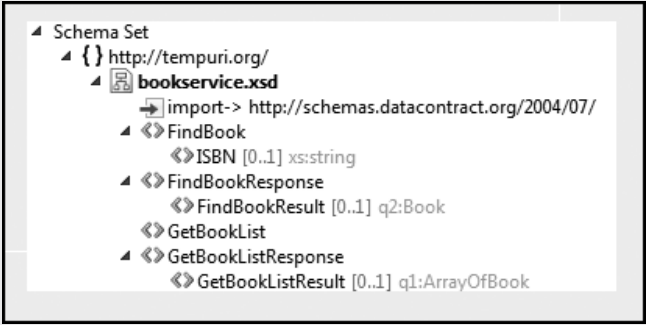 Schema Set
{ } http://tempuri.org/
bookservice.xsd
import-> http://schemas.datacontract.org/2004/07/
<> FindBook
<> ISBN [0..1] xs:string
<> FindBookResponse
<> FindBookResult [0..1] q2:Book
<> GetBookList
<> GetBookListResponse
<> GetBookListResult [0..1] q1:ArrayOfBook